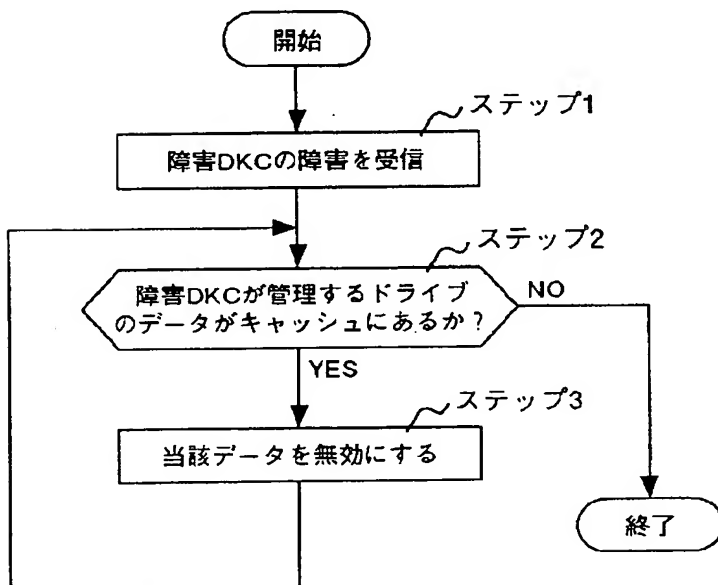 開始
ステップ1
障害DKCの障害を受信
ステップ2
障害DKCが管理するドライブ
のデータがキャッシュにあるか?
NO
YES
ステップ3
当該データを無効にする
終了